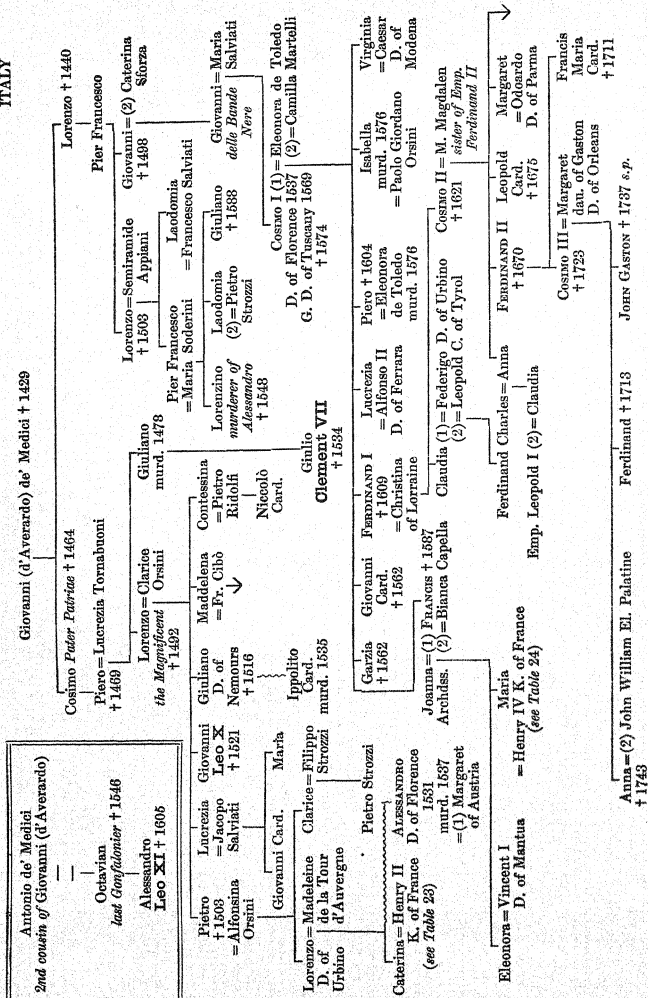 ITALY
Giovanni (d'Averardo) de' Medici † 1429
Antonio de' Medici
2nd cousin of Giovanni (d'Averardo)
Octavian
last Gonfalonier † 1546
Alessandro
Leo XI † 1605
Cosimo Pater Patriae † 1464
Lorenzo † 1440
Piero=Lucrezia Tornabuoni
† 1469
Pier Francesco
Lorenzo=Clarice
the Magnificent Orsini
† 1492
Giuliano
murd. 1478
Lorenzo=Semiramide
† 1503 Appiani
Giovanni=(2) Caterina
† 1498 Sforza
Pier Francesco
=Maria Soderini
Laodomia
=Francesco Salviati
Giovanni=Maria
delle Bande Salviati
Nere
Pietro
† 1503
=Alfonsina
Orsini
Lucrezia
=Jacopo
Salviati
Giovanni
Leo X
† 1521
Giuliano
D. of
Nemours
† 1516
Maddelena
=Fr. Cibò
Contessina
=Pietro
Ridolfi
Niccolò
Card.
Lorenzino
murderer of
Alessandro
† 1548
Laodomia
(2)=Pietro
Strozzi
Giuliano
† 1588
Giovanni Card.
Maria
Ippolito
Card.
murd. 1535
Giulio
Clement VII
† 1534
Cosimo I (1)=Eleonora de Toledo
D. of Florence 1537 (2)=Camilla Martelli
G. D. of Tuscany 1569
† 1574
Lorenzo=Madeleine
D. of de la Tour
Urbino d'Auvergne
Clarice=Filippo
Strozzi
Pietro Strozzi
Garzia
† 1562
Giovanni
Card.
† 1562
Ferdinand I
† 1609
=Christina
of Lorraine
Lucrezia
=Alfonso II
D. of Ferrara
Piero † 1604
=Eleonora
de Toledo
murd. 1576
Isabella
murd. 1576
=Paolo Giordano
Orsini
Virginia
=Caesar
D. of
Modena
Caterina=Henry II
K. of France
(see Table 23)
Alessandro
D. of Florence
1531
murd. 1537
=(1) Margaret
of Austria
Joanna=(1) Francis † 1587
Archdss. (2)=Bianca Capella
Claudia (1)=Federigo D. of Urbino
(2)=Leopold C. of Tyrol
Cosimo II=M. Magdalen
† 1621 sister of Emp.
Ferdinand II
Eleonora=Vincent I
D. of Mantua
Maria
=Henry IV K. of France
(see Table 24)
Ferdinand Charles=Anna
Emp. Leopold I (2)=Claudia
Ferdinand II
† 1670
Leopold
Card.
† 1675
Margaret
=Odoardo
D. of Parma
Cosimo III=Margaret
† 1723 dau. of Gaston
D. of Orleans
Francis
Maria
Card.
† 1711
Anna=(2) John William El. Palatine
† 1743
Ferdinand † 1713
John Gaston † 1737 s.p.